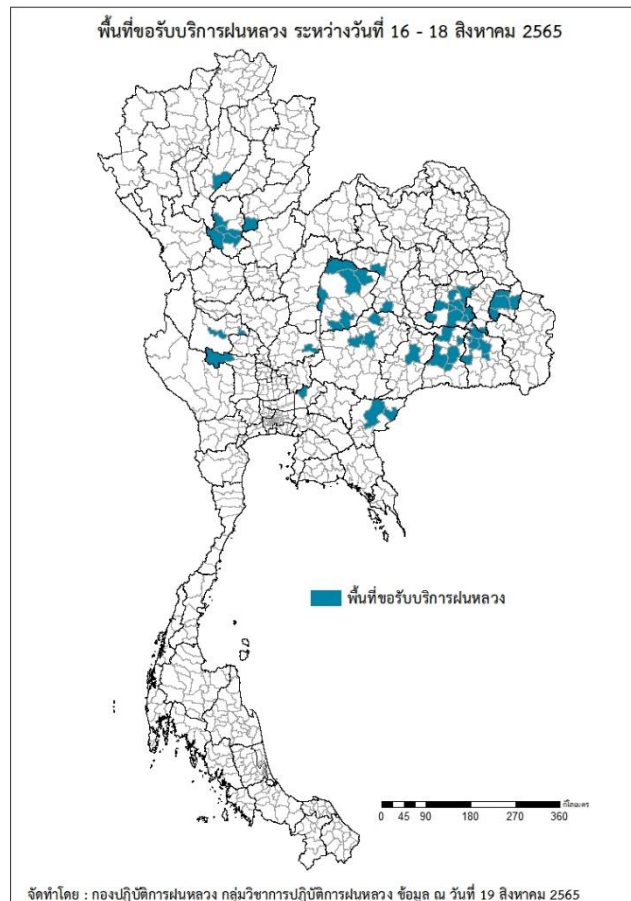 พื้นที่ขอรับบริการฝนหลวง ระหว่างวันที่ 16 - 18 สิงหาคม 2565
พื้นที่ขอรับบริการฝนหลวง
กิโลเมตร
0 45 90 180 270 360
จัดทำโดย : กองปฏิบัติการฝนหลวง กลุ่มวิชาการปฏิบัติการฝนหลวง ข้อมูล ณ วันที่ 19 สิงหาคม 2565